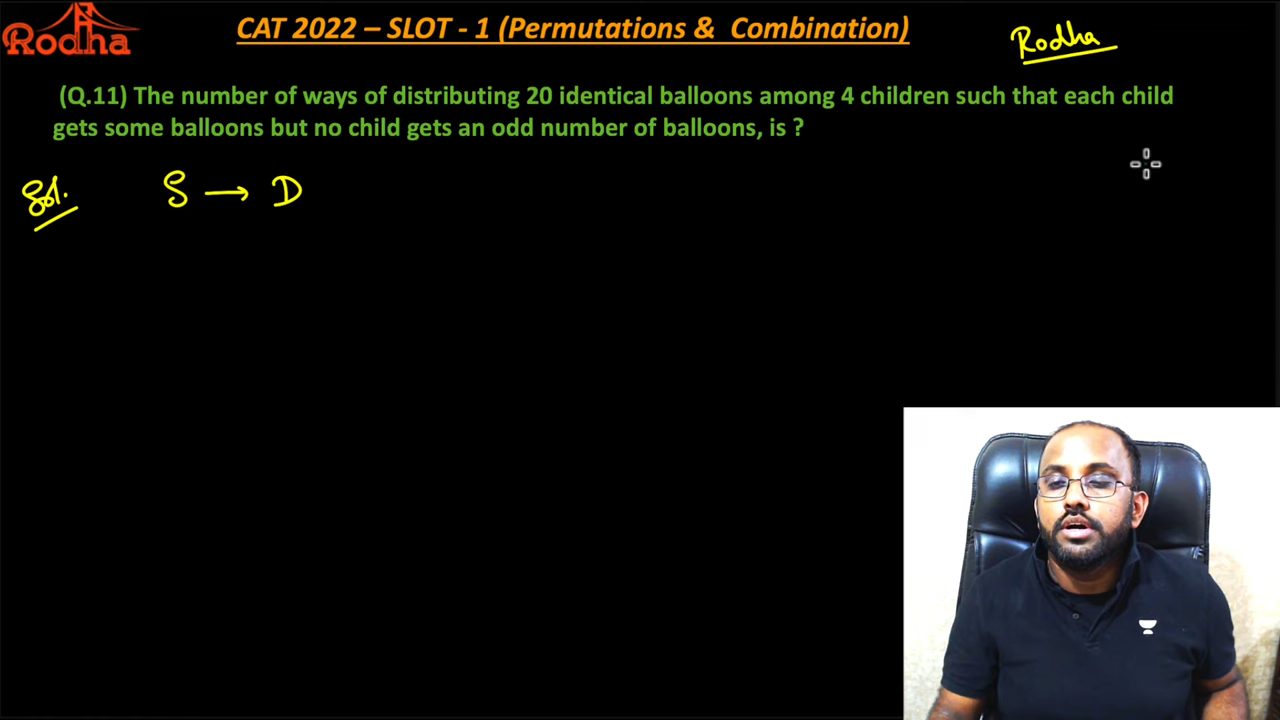 Rodha
CAT 2022 – SLOT - 1 (Permutations & Combination)
Rodha
(Q.11) The number of ways of distributing 20 identical balloons among 4 children such that each child
gets some balloons but no child gets an odd number of balloons, is ?
Sol. S → D